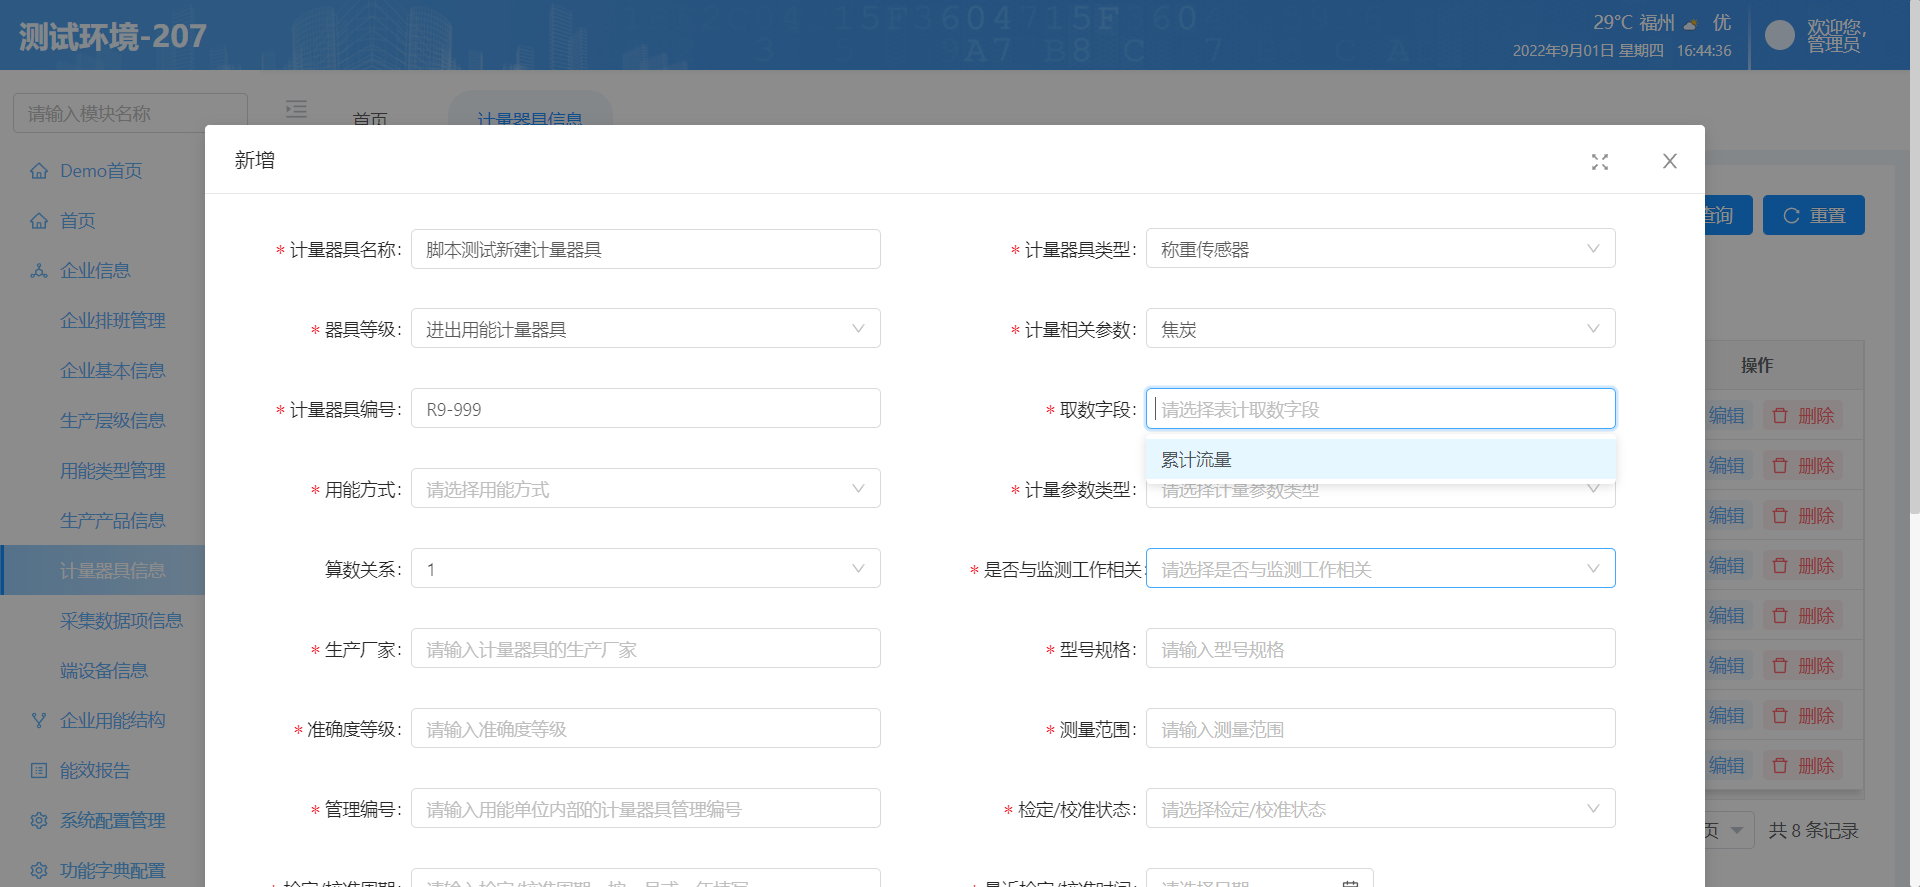 测试环境-207
29℃ 福州 优
2022年9月01日 星期四 16:44:36
欢迎您,
管理员
请输入模块名称
首页
计量器具信息
Demo首页
首页
企业信息
企业排班管理
企业基本信息
生产层级信息
用能类型管理
生产产品信息
计量器具信息
采集数据项信息
端设备信息
企业用能结构
能效报告
系统配置管理
功能字典配置
新增
* 计量器具名称: 脚本测试新建计量器具
* 计量器具类型: 称重传感器
* 器具等级: 进出用能计量器具
* 计量相关参数: 焦炭
* 计量器具编号: R9-999
* 取数字段: 请选择表计取数字段
累计流量
* 用能方式: 请选择用能方式
* 计量参数类型: 请选择计量参数类型
算数关系: 1
* 是否与监测工作相关: 请选择是否与监测工作相关
* 生产厂家: 请输入计量器具的生产厂家
* 型号规格: 请输入型号规格
* 准确度等级: 请输入准确度等级
* 测量范围: 请输入测量范围
* 管理编号: 请输入用能单位内部的计量器具管理编号
* 检定/校准状态: 请选择检定/校准状态
* 检定/校准周期:
* 最近检定/校准时间: 请选择日期
查询
重置
操作
编辑 删除
编辑 删除
编辑 删除
编辑 删除
编辑 删除
编辑 删除
编辑 删除
编辑 删除
页
共 8 条记录